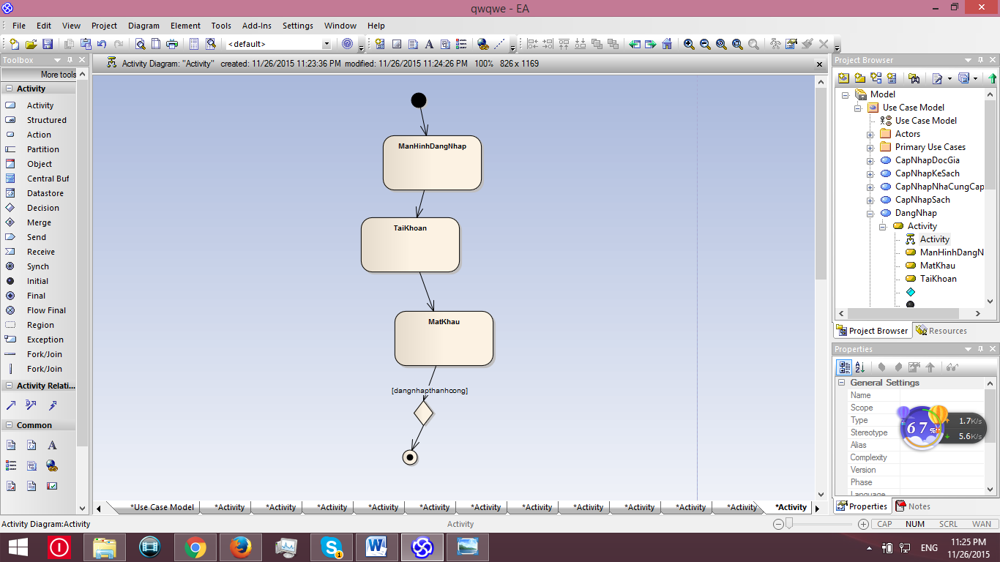 qwqwe - EA
File Edit View Project Diagram Element Tools Add-Ins Settings Window Help
<default>
Toolbox
More tools
Activity
Activity
Structured
Action
Partition
Object
Central Buf
Datastore
Decision
Merge
Send
Receive
Synch
Initial
Final
Flow Final
Region
Exception
Fork/Join
Fork/Join
Activity Relati...
Common
Activity Diagram: "Activity" created: 11/26/2015 11:23:36 PM modified: 11/26/2015 11:24:26 PM 100% 826 x 1169
ManHinhDangNhap
TaiKhoan
MatKhau
[dangnhapthanhcong]
*Use Case Model *Activity *Activity *Activity *Activity *Activity *Activity *Activity *Activity *Activity *Activity *Activity *Activity
Project Browser
Model
Use Case Model
Use Case Model
Actors
Primary Use Cases
CapNhapDocGia
CapNhapKeSach
CapNhapNhaCungCap
CapNhapSach
DangNhap
Activity
Activity
ManHinhDangN
MatKhau
TaiKhoan
Project Browser Resources
Properties
General Settings
Name
Scope
Type
Stereotype
Alias
Complexity
Version
Phase
Language
67%
1.7K/s
5.6K/s
Properties Notes
Activity Diagram:Activity Activity CAP NUM SCRL WAN
ENG
11:25 PM
11/26/2015